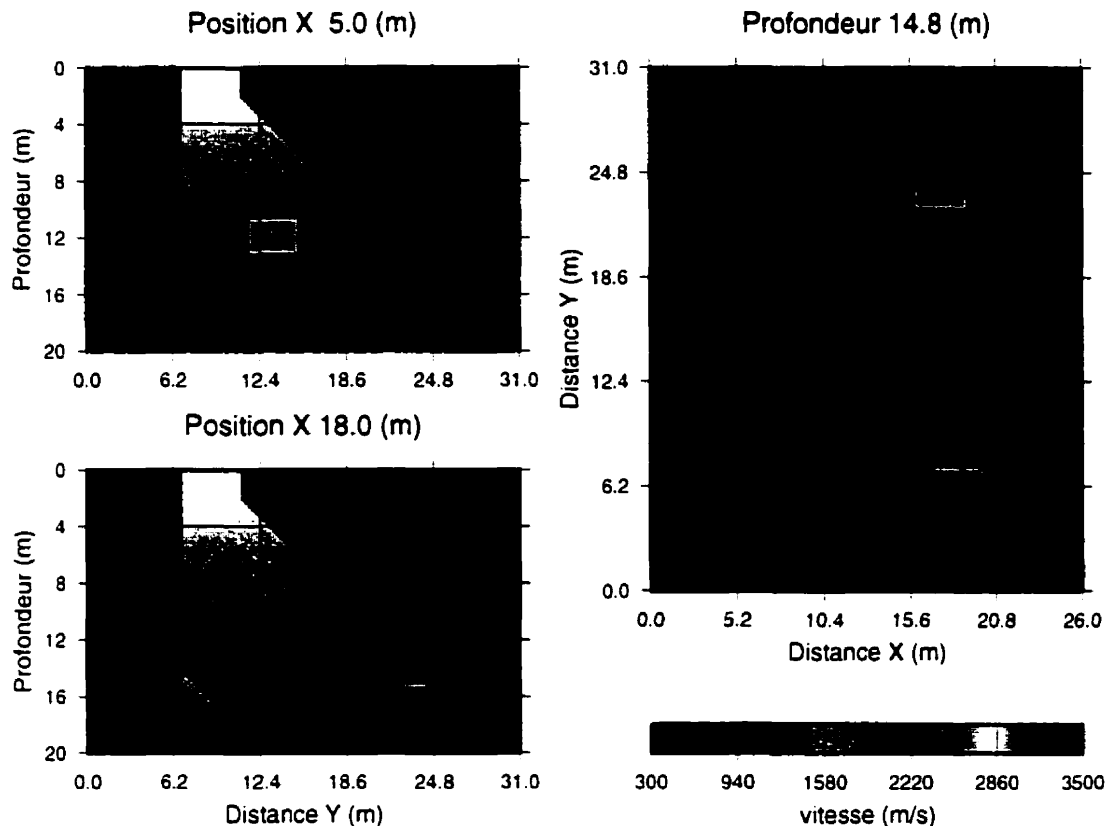 Position X 5.0 (m)
Profondeur (m)
0
4
8
12
16
20
0.0 6.2 12.4 18.6 24.8 31.0
Position X 18.0 (m)
Profondeur (m)
0
4
8
12
16
20
0.0 6.2 12.4 18.6 24.8 31.0
Distance Y (m)
Profondeur 14.8 (m)
Distance Y (m)
31.0
24.8
18.6
12.4
6.2
0.0
0.0 5.2 10.4 15.6 20.8 26.0
Distance X (m)
300 940 1580 2220 2860 3500
vitesse (m/s)